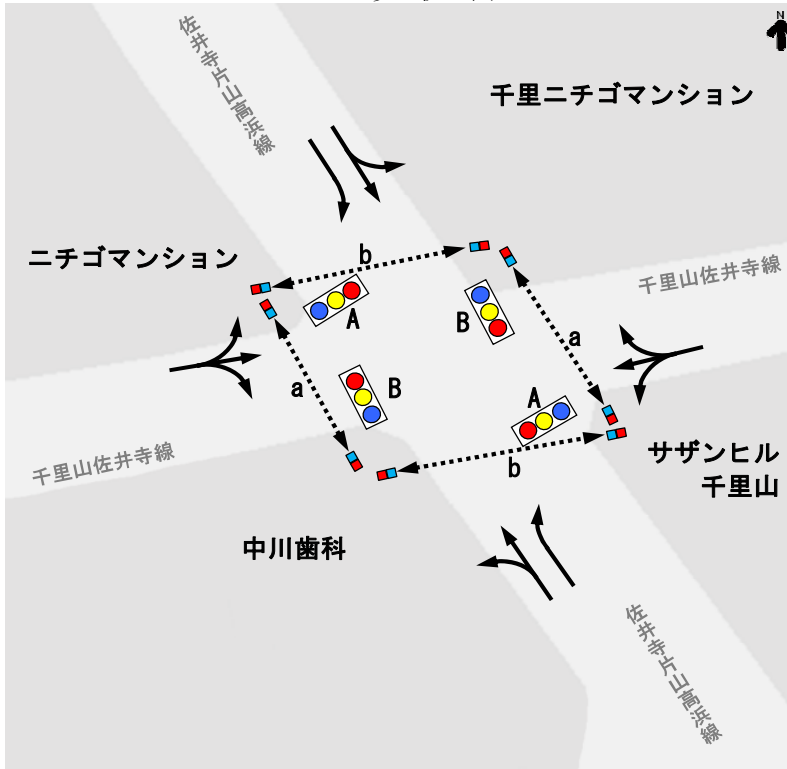 N
佐井寺片山高浜線
千里ニチゴマンション
ニチゴマンション
b
千里山佐井寺線
A
B
a
a
B
A
b
千里山佐井寺線
サザンヒル
千里山
中川歯科
佐井寺片山高浜線